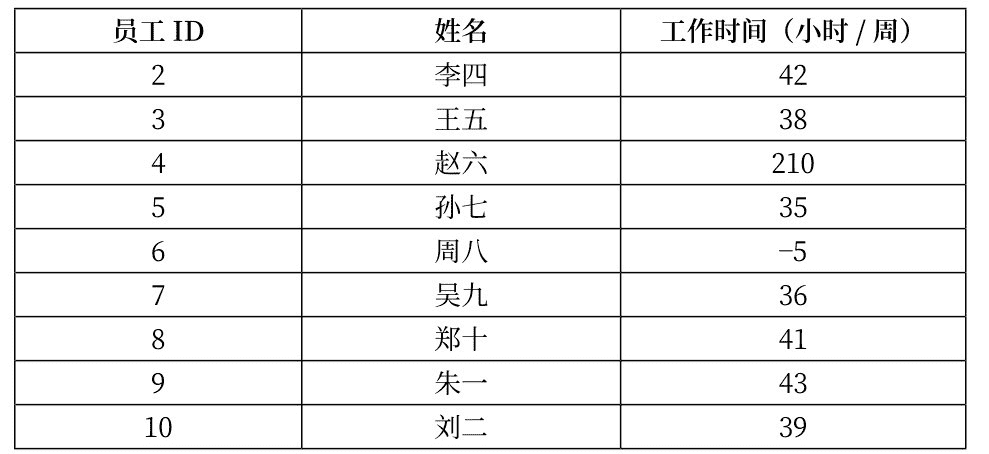 员工 ID 姓名 工作时间（小时 / 周）
2 李四 42
3 王五 38
4 赵六 210
5 孙七 35
6 周八 −5
7 吴九 36
8 郑十 41
9 朱一 43
10 刘二 39